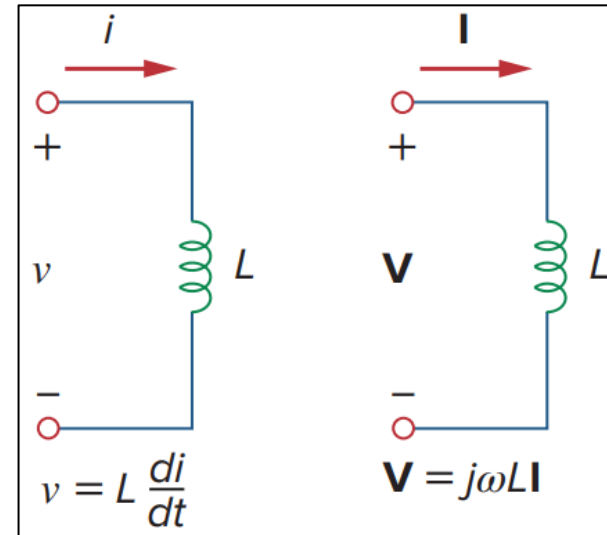 i
I
+
+
v
L
V
L
−
−
v = L di/dt
V = jωLI